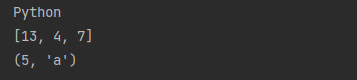 Python
[13, 4, 7]
(5, 'a')